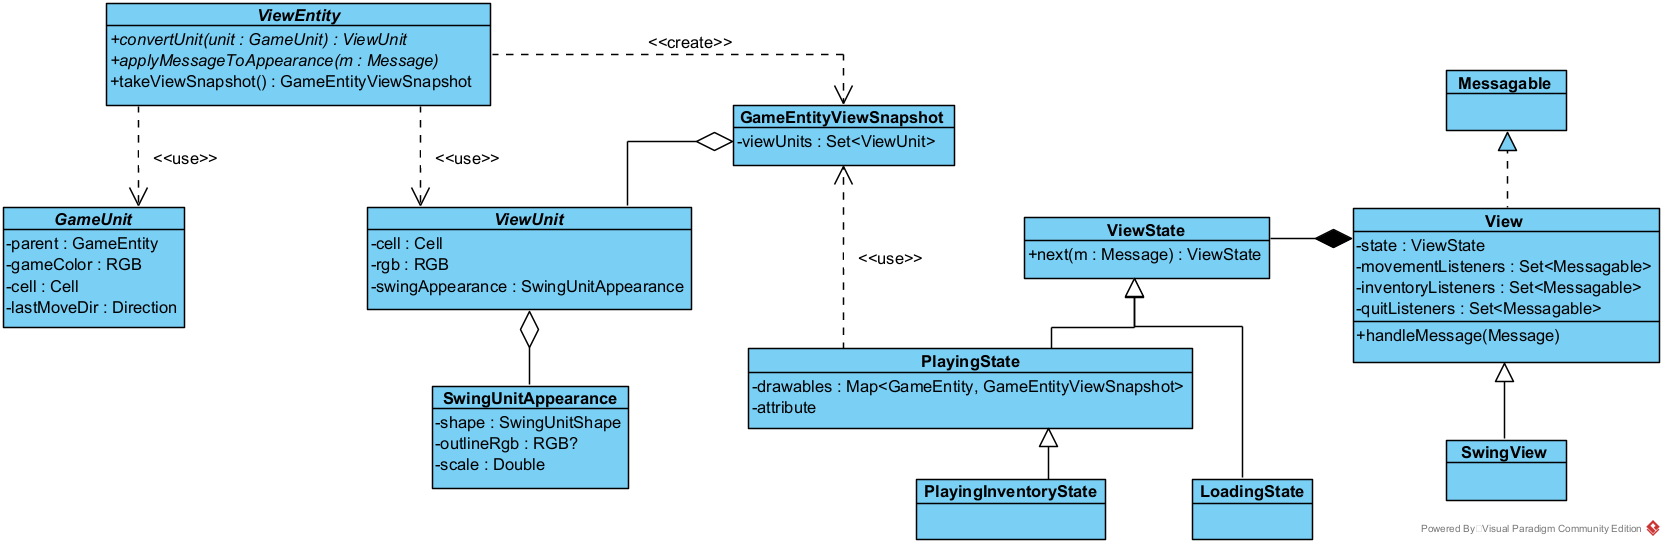 ViewEntity
+convertUnit(unit : GameUnit) : ViewUnit
+applyMessageToAppearance(m : Message)
+takeViewSnapshot() : GameEntityViewSnapshot
<<create>>
<<use>>
<<use>>
GameEntityViewSnapshot
-viewUnits : Set<ViewUnit>
Messagable
GameUnit
-parent : GameEntity
-gameColor : RGB
-cell : Cell
-lastMoveDir : Direction
ViewUnit
-cell : Cell
-rgb : RGB
-swingAppearance : SwingUnitAppearance
<<use>>
ViewState
+next(m : Message) : ViewState
View
-state : ViewState
-movementListeners : Set<Messagable>
-inventoryListeners : Set<Messagable>
-quitListeners : Set<Messagable>
+handleMessage(Message)
SwingUnitAppearance
-shape : SwingUnitShape
-outlineRgb : RGB?
-scale : Double
PlayingState
-drawables : Map<GameEntity, GameEntityViewSnapshot>
-attribute
PlayingInventoryState
LoadingState
SwingView
Powered By Visual Paradigm Community Edition